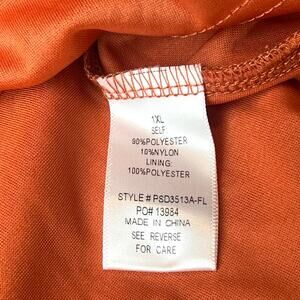 1XL
SELF
90%POLYESTER
10%NYLON
LINING:
100%POLYESTER
STYLE # PSD3513A-FL
PO# 13984
MADE IN CHINA
SEE REVERSE
FOR CARE